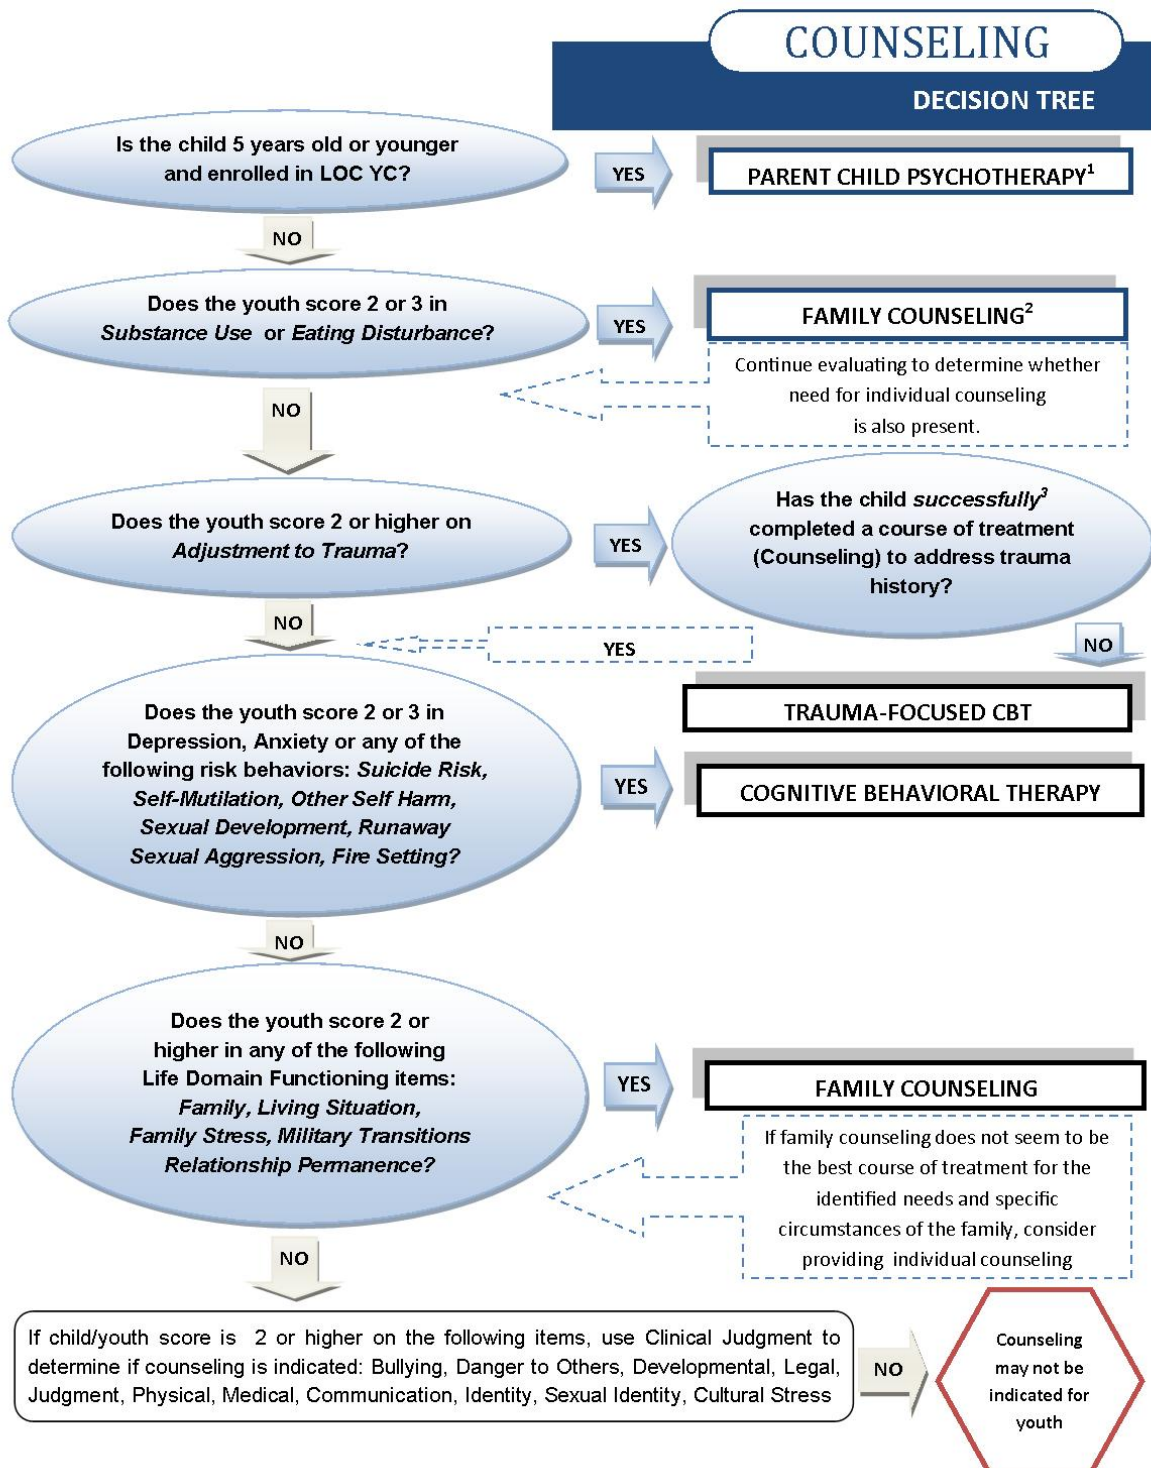 COUNSELING
DECISION TREE
Is the child 5 years old or younger
and enrolled in LOC YC?
YES
PARENT CHILD PSYCHOTHERAPY1
NO
Does the youth score 2 or 3 in
Substance Use or Eating Disturbance?
YES
FAMILY COUNSELING2
Continue evaluating to determine whether
need for individual counseling
is also present.
NO
Does the youth score 2 or higher on
Adjustment to Trauma?
YES
Has the child successfully3
completed a course of treatment
(Counseling) to address trauma
history?
NO
YES
NO
TRAUMA-FOCUSED CBT
Does the youth score 2 or 3 in
Depression, Anxiety or any of the
following risk behaviors: Suicide Risk,
Self-Mutilation, Other Self Harm,
Sexual Development, Runaway
Sexual Aggression, Fire Setting?
YES
COGNITIVE BEHAVIORAL THERAPY
NO
Does the youth score 2 or
higher in any of the following
Life Domain Functioning items:
Family, Living Situation,
Family Stress, Military Transitions
Relationship Permanence?
YES
FAMILY COUNSELING
If family counseling does not seem to be
the best course of treatment for the
identified needs and specific
circumstances of the family, consider
providing individual counseling
NO
If child/youth score is 2 or higher on the following items, use Clinical Judgment to
determine if counseling is indicated: Bullying, Danger to Others, Developmental, Legal,
Judgment, Physical, Medical, Communication, Identity, Sexual Identity, Cultural Stress
NO
Counseling
may not be
indicated for
youth